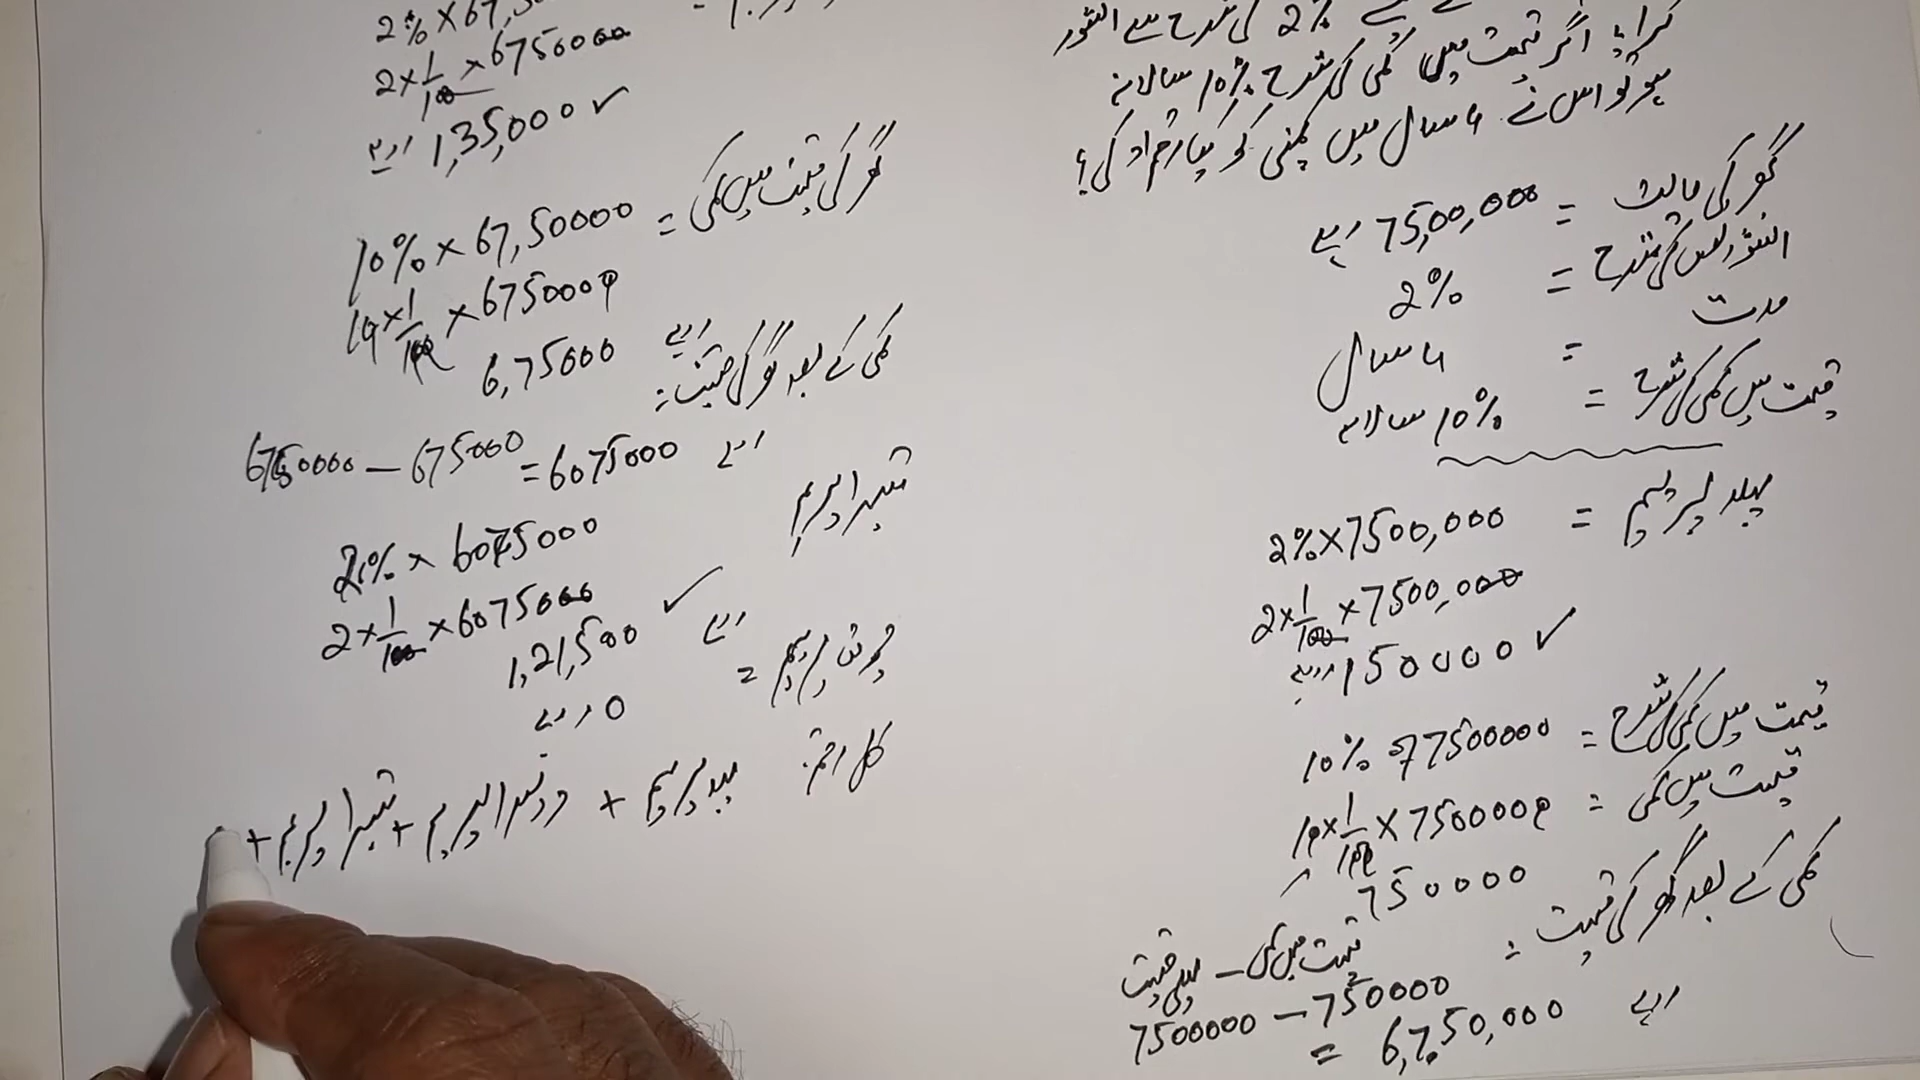 2% کی شرح سے انشور
کرایا اگر قیمت میں کمی کی شرح 10% سالانہ
ہو تو اس نے 4 سال میں کمپنی کو کیا رقم ادا کی؟
گھر کی مالیت = 75,00,000 روپے
انشورنس کی شرح = 2%
مدت = 4 سال
قیمت میں کمی کی شرح = 10% سالانہ
پہلا پریمیم = 2%×7500,000
2×1/100×7500,000
150000 روپے ✓
قیمت میں کمی کی شرح = 10% 7500000
قیمت میں کمی = 10×1/100×7500000
750000
کمی کے بعد گھر کی قیمت =
پہلی قیمت − قیمت میں کمی
7500000 − 750000
= 67,50,000 روپے
2%×67,50
2×1/100×6750000
1,35,000 روپے ✓
گھر کی قیمت میں کمی = 10%×67,50000
10×1/100×6750000
6,75000 روپے
کمی کے بعد گھر کی قیمت =
6750000 − 675000 = 6075000 روپے
تیسرا پریمیم
2%×6075000
2×1/100×6075000
1,21,500 روپے ✓
چوتھا پریمیم =
0 روپے
کل رقم = پہلا پریمیم + دوسرا پریمیم + تیسرا پریمیم +